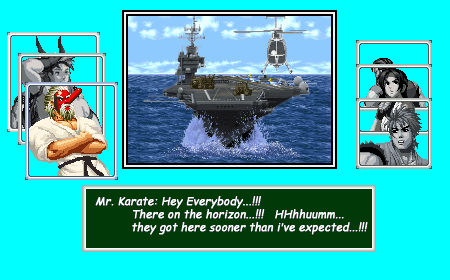 Mr. Karate: Hey Everybody...!!!
There on the horizon...!!! HHhhuumm...
they got here sooner than i've expected...!!!